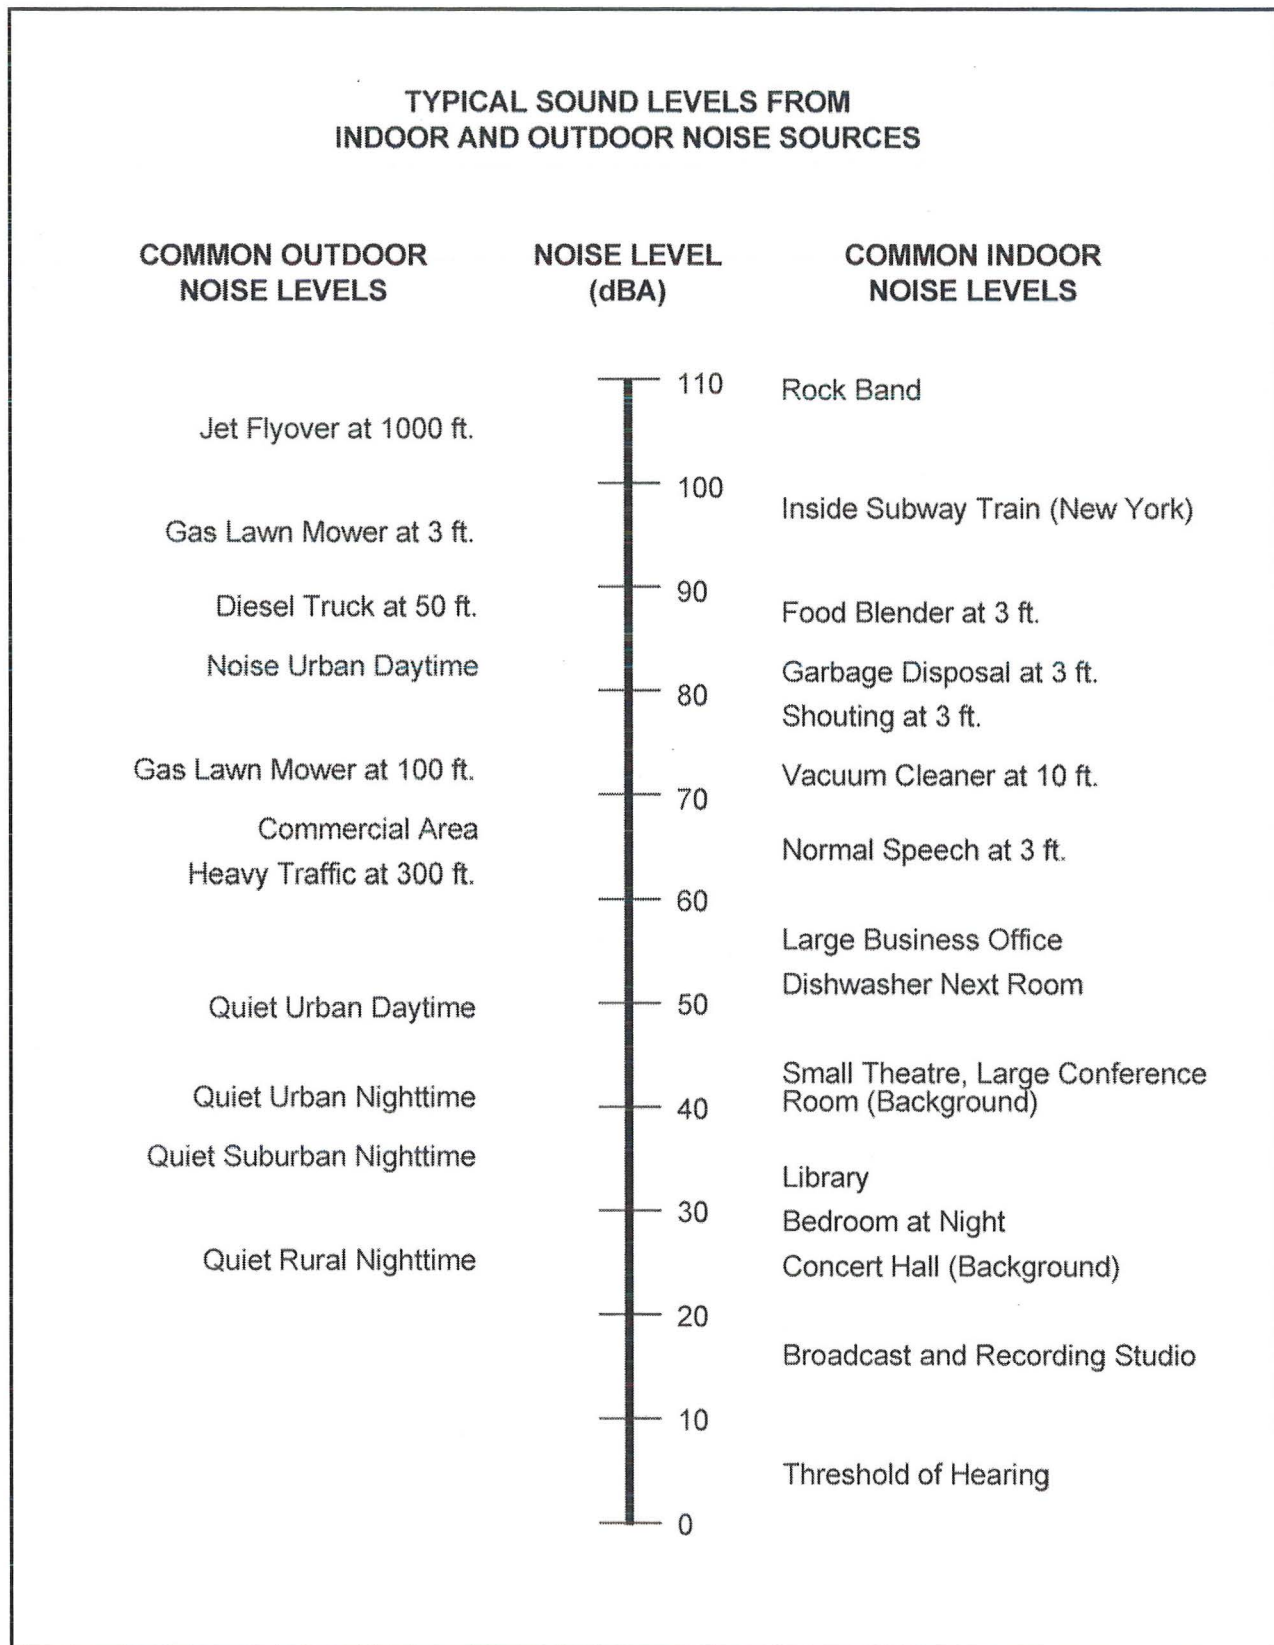 TYPICAL SOUND LEVELS FROM
INDOOR AND OUTDOOR NOISE SOURCES
COMMON OUTDOOR
NOISE LEVELS
NOISE LEVEL
(dBA)
COMMON INDOOR
NOISE LEVELS
110
Rock Band
Jet Flyover at 1000 ft.
100
Inside Subway Train (New York)
Gas Lawn Mower at 3 ft.
90
Diesel Truck at 50 ft.
Food Blender at 3 ft.
Noise Urban Daytime
Garbage Disposal at 3 ft.
80
Shouting at 3 ft.
Gas Lawn Mower at 100 ft.
Vacuum Cleaner at 10 ft.
70
Commercial Area
Normal Speech at 3 ft.
Heavy Traffic at 300 ft.
60
Large Business Office
Dishwasher Next Room
Quiet Urban Daytime
50
Small Theatre, Large Conference
Room (Background)
Quiet Urban Nighttime
40
Quiet Suburban Nighttime
Library
30
Bedroom at Night
Quiet Rural Nighttime
Concert Hall (Background)
20
Broadcast and Recording Studio
10
Threshold of Hearing
0